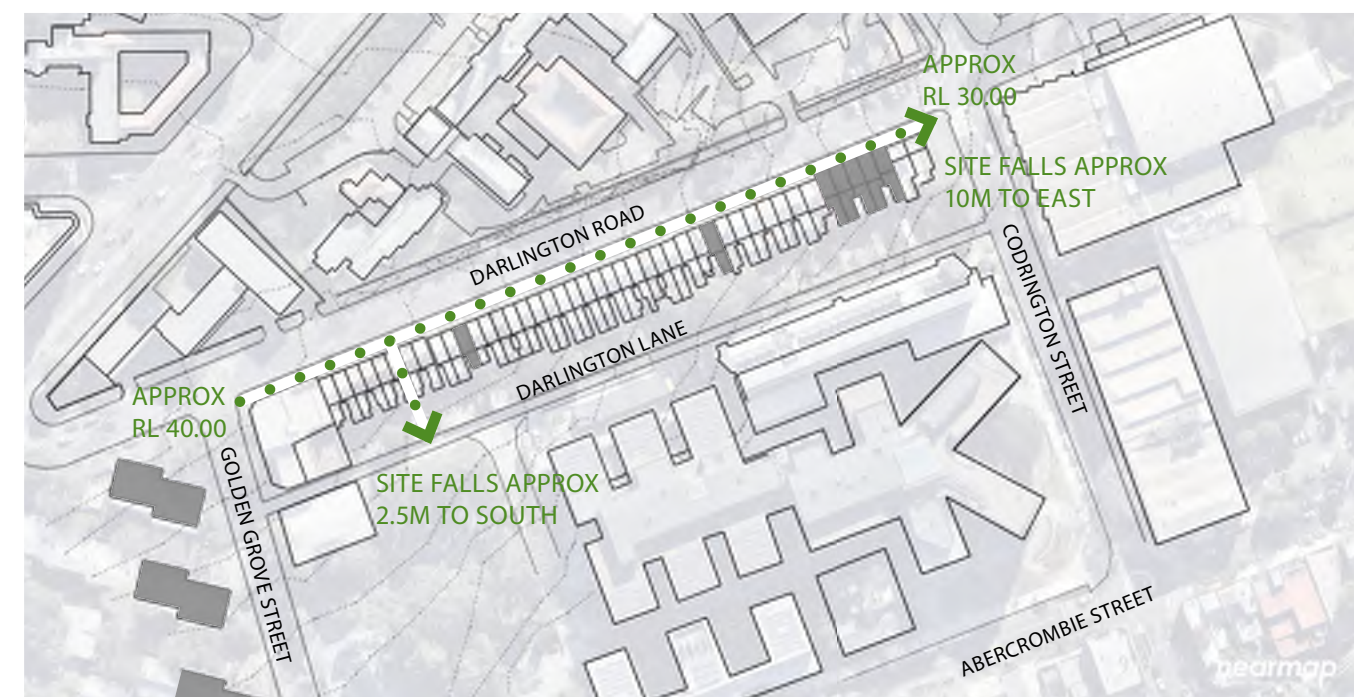 APPROX
RL 30.00
SITE FALLS APPROX
10M TO EAST
DARLINGTON ROAD
CODRINGTON STREET
DARLINGTON LANE
APPROX
RL 40.00
SITE FALLS APPROX
2.5M TO SOUTH
GOLDEN GROVE STREET
ABERCROMBIE STREET
nearmap